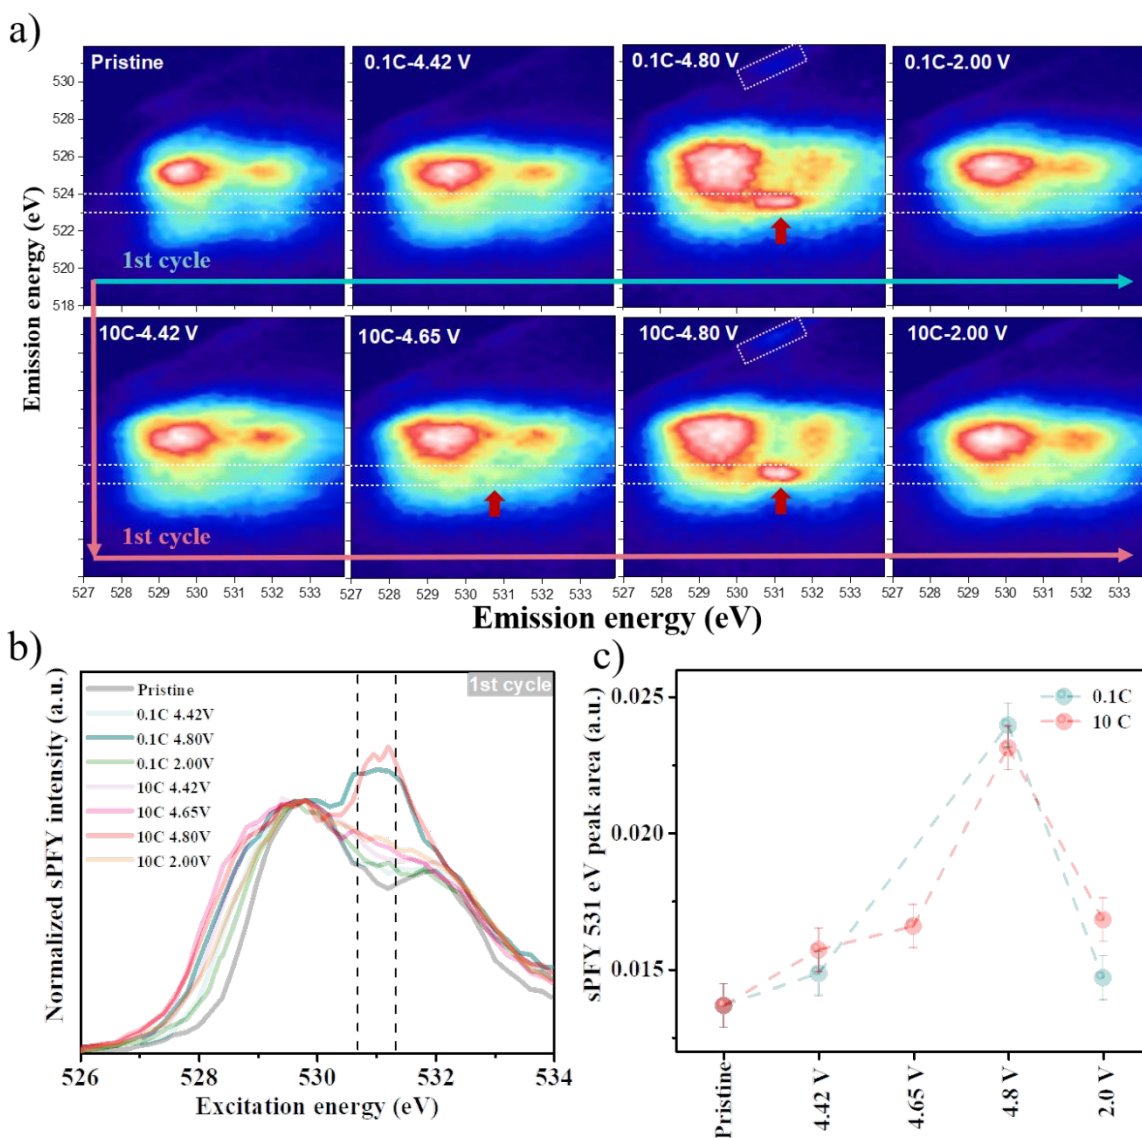 a)
Pristine
0.1C-4.42 V
0.1C-4.80 V
0.1C-2.00 V
530
528
526
524
522
520
518
Emission energy (eV)
1st cycle
10C-4.42 V
10C-4.65 V
10C-4.80 V
10C-2.00 V
1st cycle
527 528 529 530 531 532 533
527 528 529 530 531 532 533
527 528 529 530 531 532 533
527 528 529 530 531 532 533
Emission energy (eV)
b)
1st cycle
Pristine
0.1C 4.42V
0.1C 4.80V
0.1C 2.00V
10C 4.42V
10C 4.65V
10C 4.80V
10C 2.00V
Normalized sPFY intensity (a.u.)
526 528 530 532 534
Excitation energy (eV)
c)
0.1C
10 C
sPFY 531 eV peak area (a.u.)
0.025
0.020
0.015
Pristine
4.42 V
4.65 V
4.8 V
2.0 V